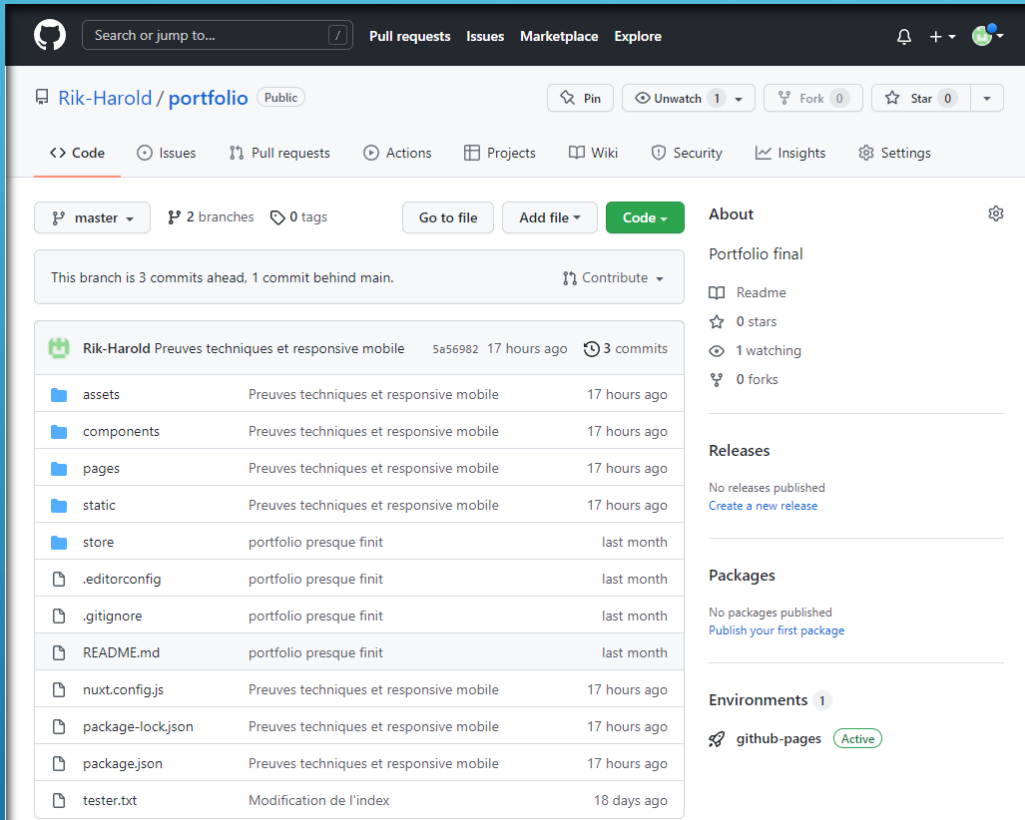 Search or jump to... / Pull requests Issues Marketplace Explore
Rik-Harold / portfolio Public Pin Unwatch 1 Fork 0 Star 0
Code Issues Pull requests Actions Projects Wiki Security Insights Settings
master 2 branches 0 tags Go to file Add file Code
This branch is 3 commits ahead, 1 commit behind main. Contribute
Rik-Harold Preuves techniques et responsive mobile 5a56982 17 hours ago 3 commits
assets Preuves techniques et responsive mobile 17 hours ago
components Preuves techniques et responsive mobile 17 hours ago
pages Preuves techniques et responsive mobile 17 hours ago
static Preuves techniques et responsive mobile 17 hours ago
store portfolio presque finit last month
.editorconfig portfolio presque finit last month
.gitignore portfolio presque finit last month
README.md portfolio presque finit last month
nuxt.config.js Preuves techniques et responsive mobile 17 hours ago
package-lock.json Preuves techniques et responsive mobile 17 hours ago
package.json Preuves techniques et responsive mobile 17 hours ago
tester.txt Modification de l'index 18 days ago
About
Portfolio final
Readme
0 stars
1 watching
0 forks
Releases
No releases published
Create a new release
Packages
No packages published
Publish your first package
Environments 1
github-pages Active